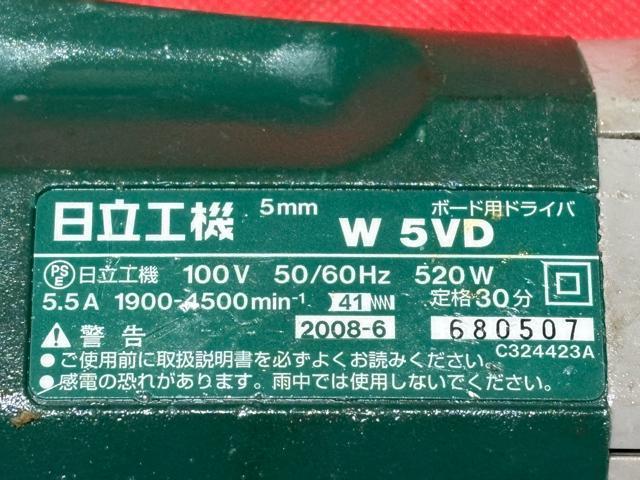 日立工機 5mm W 5VD ボード用ドライバ
PSE 日立工機 100V 50/60Hz 520W
5.5A 1900-4500min⁻¹ 41 定格30分
警告 2008-6 680507
C324423A
●ご使用前に取扱説明書を必ずよくお読みください。
●感電の恐れがあります。雨中では使用しないでください。